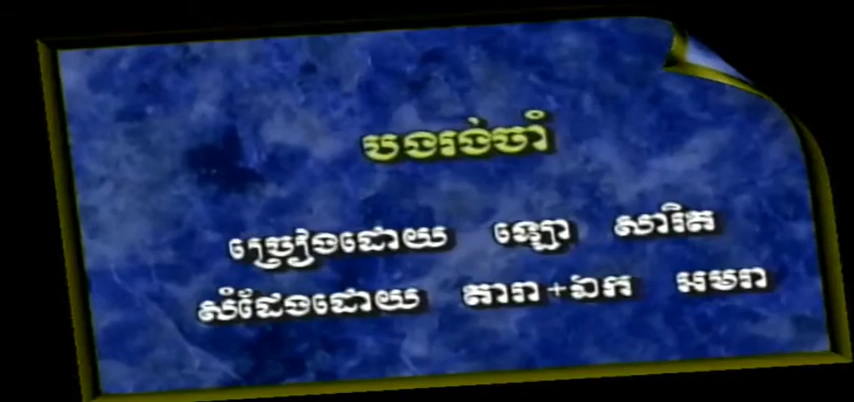 បងរង់ចាំ
ច្រៀងដោយ ឡោ សារិត
សំដែងដោយ តារា+ឯក អមរា